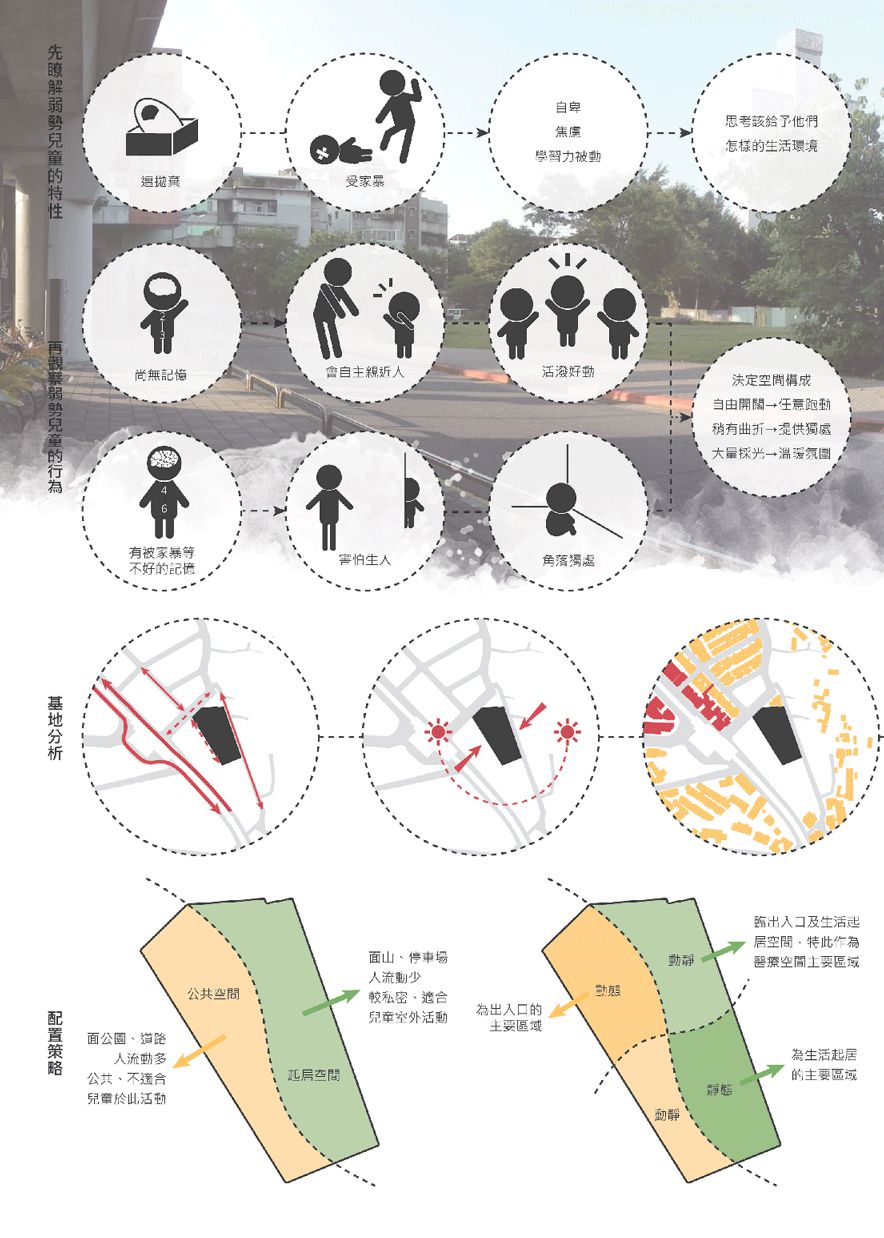 先瞭解弱勢兒童的特性
遭拋棄
受家暴
自卑
焦慮
學習力被動
思考該給予他們
怎樣的生活環境
再觀察弱勢兒童的行為
2
|
3
尚無記憶
會自主親近人
活潑好動
4
|
6
有被家暴等
不好的記憶
害怕生人
角落獨處
決定空間構成
自由開闊→任意跑動
稍有曲折→提供獨處
大量採光→溫暖氛圍
基地分析
配置策略
公共空間
起居空間
面公園、道路
人流動多
公共、不適合
兒童於此活動
面山、停車場
人流動少
較私密、適合
兒童室外活動
動態
動靜
動靜
靜態
為出入口的
主要區域
臨出入口及生活起
居空間，特此作為
醫療空間主要區域
為生活起居
的主要區域